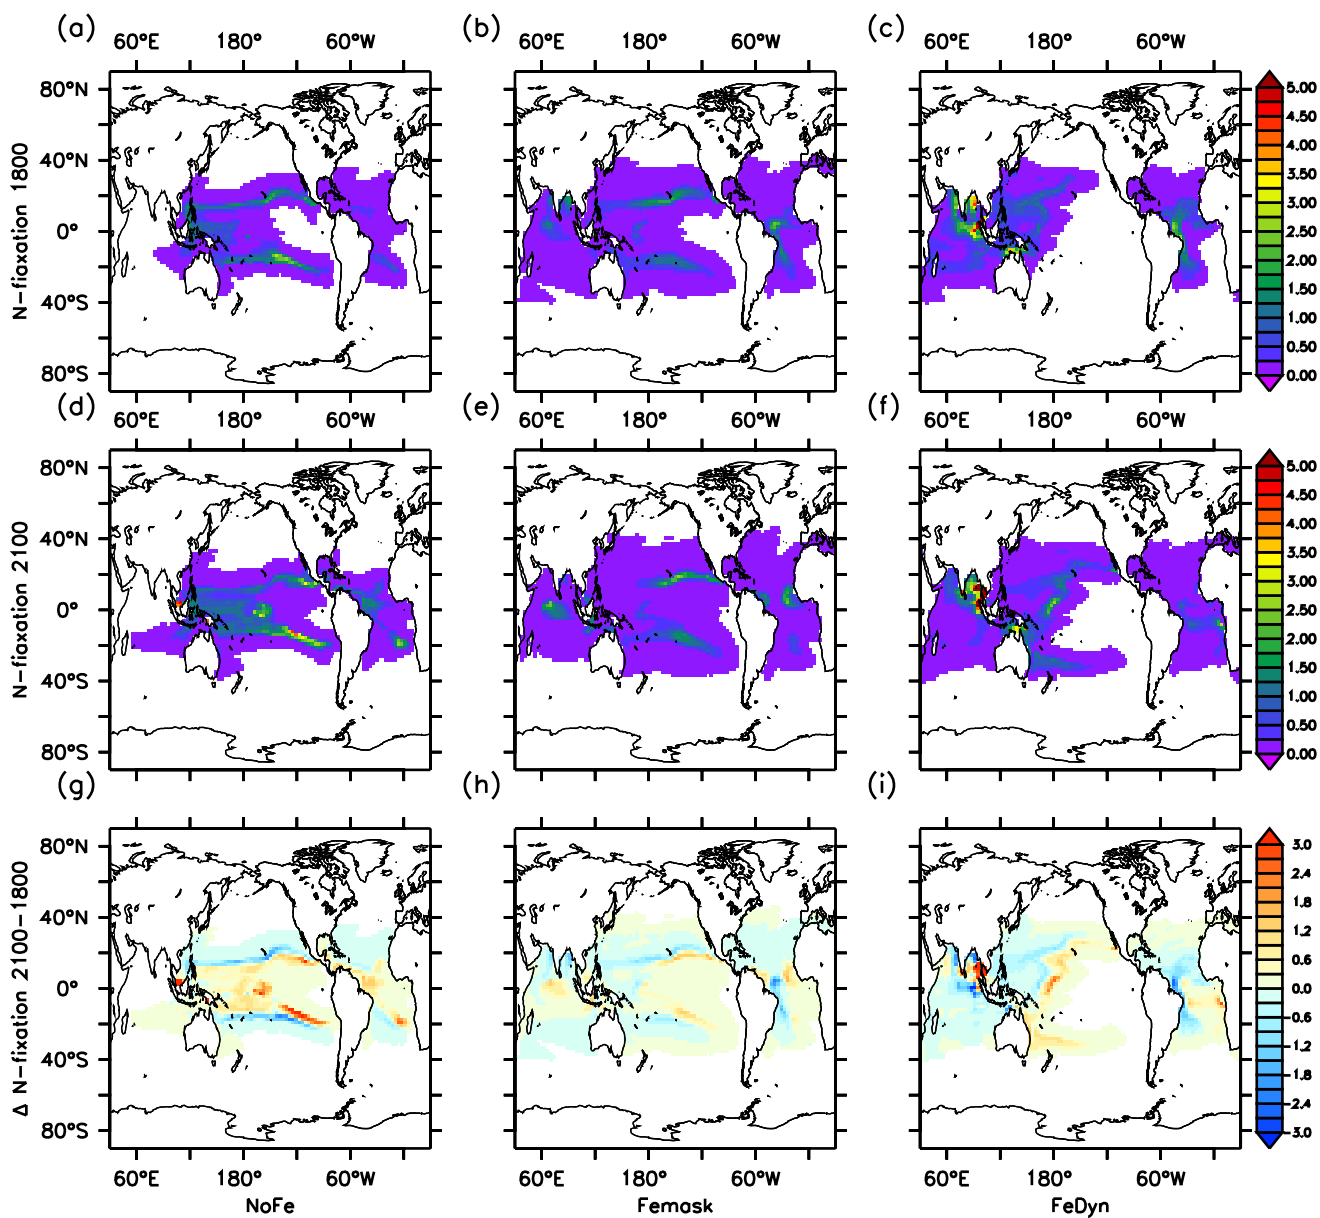 (a) (b) (c)
60°E 180° 60°W 60°E 180° 60°W 60°E 180° 60°W
N-fiaxation 1800
80°N
40°N
0°
40°S
80°S
5.00
4.50
4.00
3.50
3.00
2.50
2.00
1.50
1.00
0.50
0.00
(d) (e) (f)
60°E 180° 60°W 60°E 180° 60°W 60°E 180° 60°W
N-fiaxation 2100
80°N
40°N
0°
40°S
80°S
5.00
4.50
4.00
3.50
3.00
2.50
2.00
1.50
1.00
0.50
0.00
(g) (h) (i)
Δ N-fixation 2100-1800
80°N
40°N
0°
40°S
80°S
3.0
2.4
1.8
1.2
0.6
0.0
-0.6
-1.2
-1.8
-2.4
-3.0
60°E 180° 60°W 60°E 180° 60°W 60°E 180° 60°W
NoFe Femask FeDyn